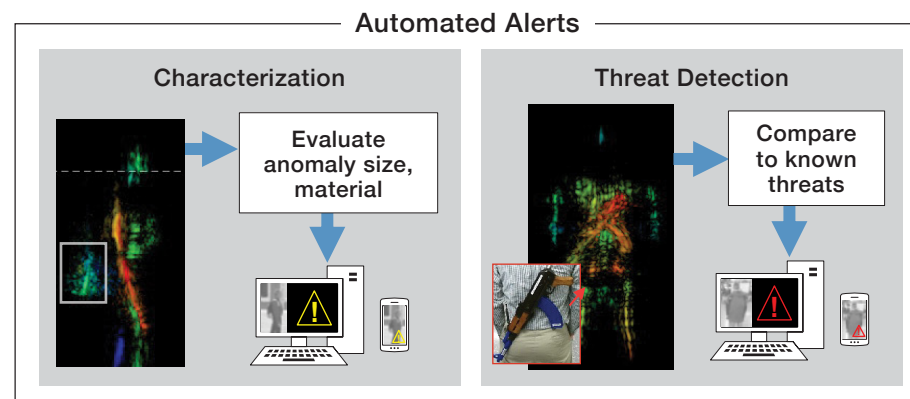 Automated Alerts
Characterization
Evaluate
anomaly size,
material
Threat Detection
Compare
to known
threats